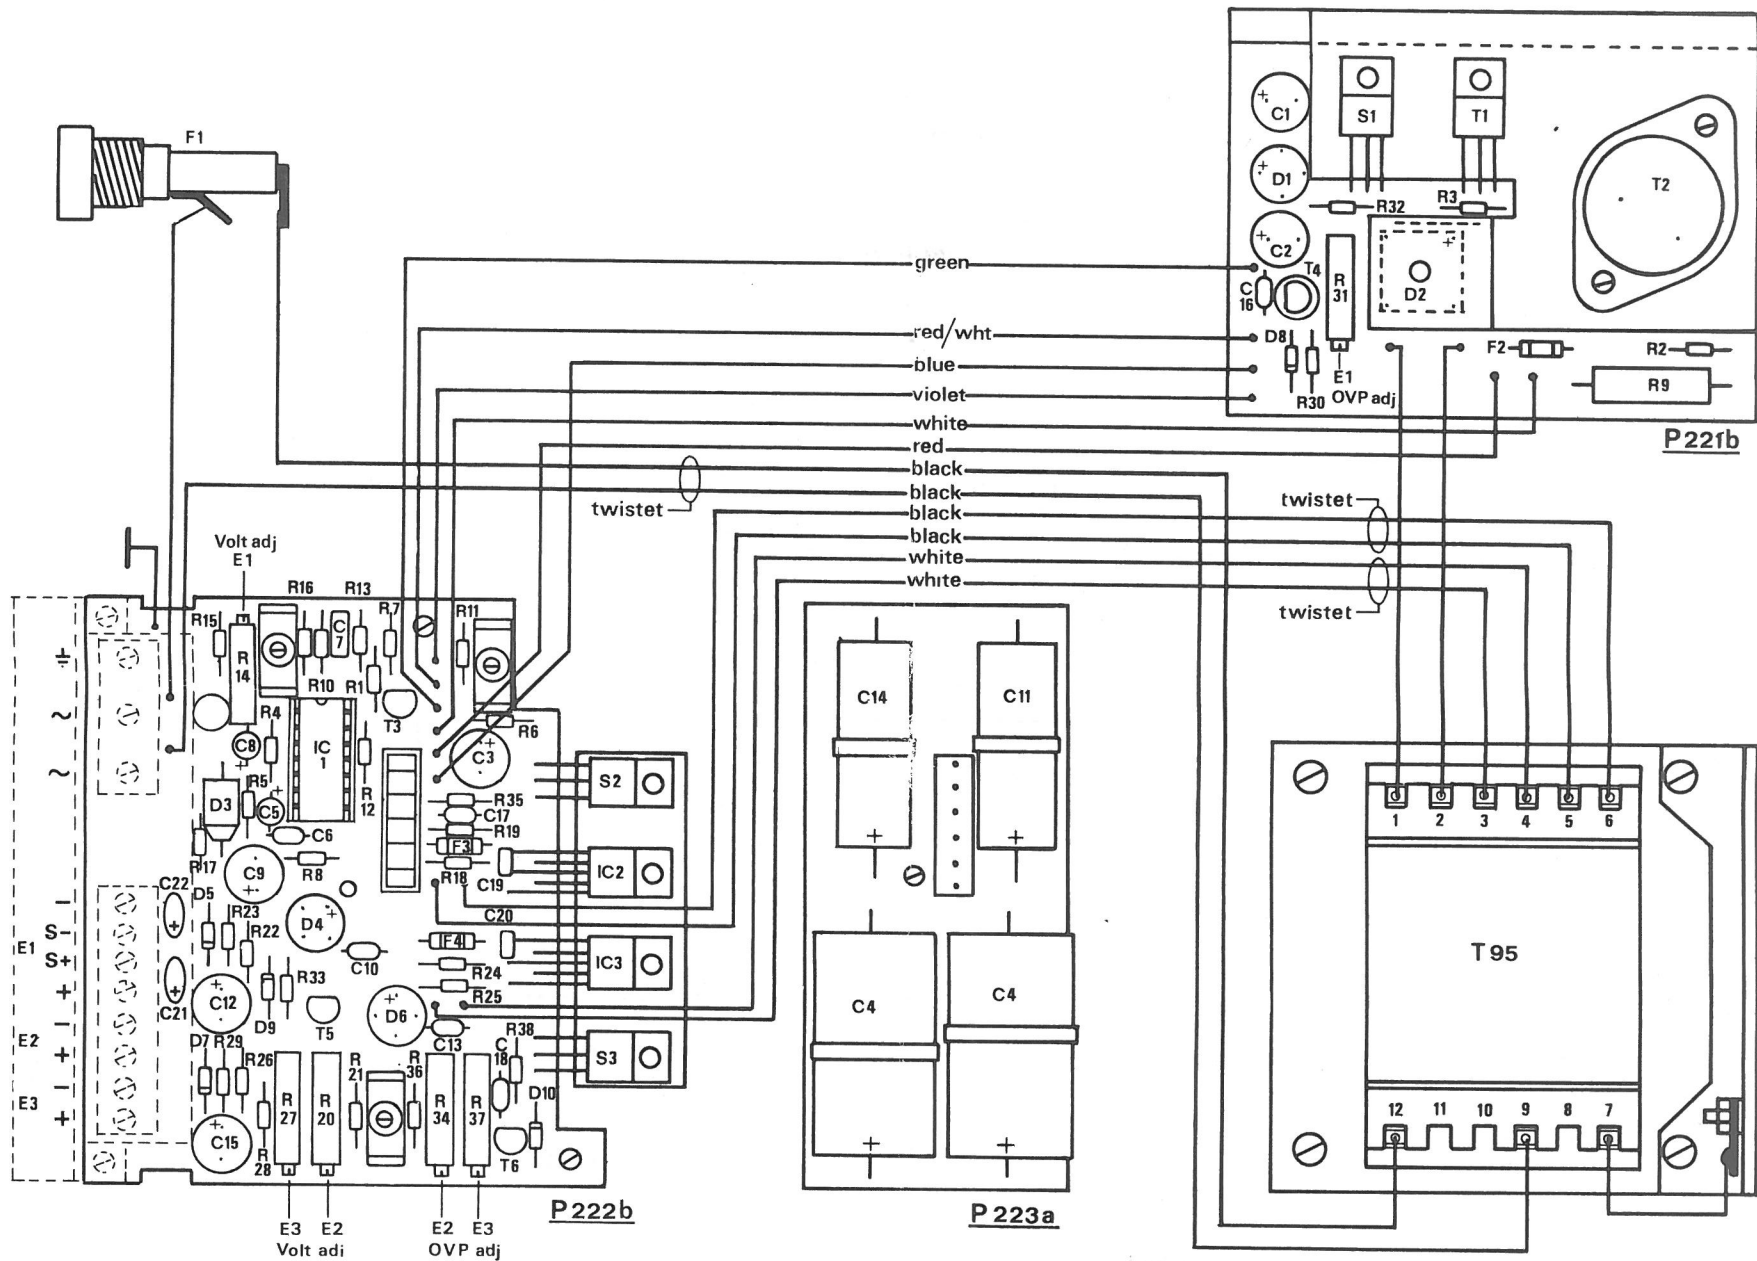 F1
green
red/wht
blue
violet
white
red
black
black
black
black
white
white
twistet
twistet
twistet
C1
S1
T1
D1
T2
R32
R3
C2
T4
C
16
R
31
D2
D8
R30
E1
OVP adj
F2
R2
R9
P221b
Volt adj
E1
R16
R13
R7
R11
R15
C
7
R
14
R10
R1
T3
R6
R4
C8
IC
1
R
12
C3
S2
D3
R5
C5
C6
R35
C17
R19
F3
R18
C19
IC2
R17
C9
R8
C22
D5
R23
R22
D4
C10
C20
F4
IC3
R24
R25
E1
−
S−
S+
+
C21
C12
D9
R33
T5
D6
C13
R38
C
18
S3
E2
−
+
D7
R29
R26
R
21
R
36
E3
−
+
C15
R
28
R
27
R
20
R
34
R
37
D10
T6
E3
E2
Volt adi
E2
E3
OVP adj
P222b
C14
C11
C4
C4
P223a
1
2
3
4
5
6
T95
12
11
10
9
8
7